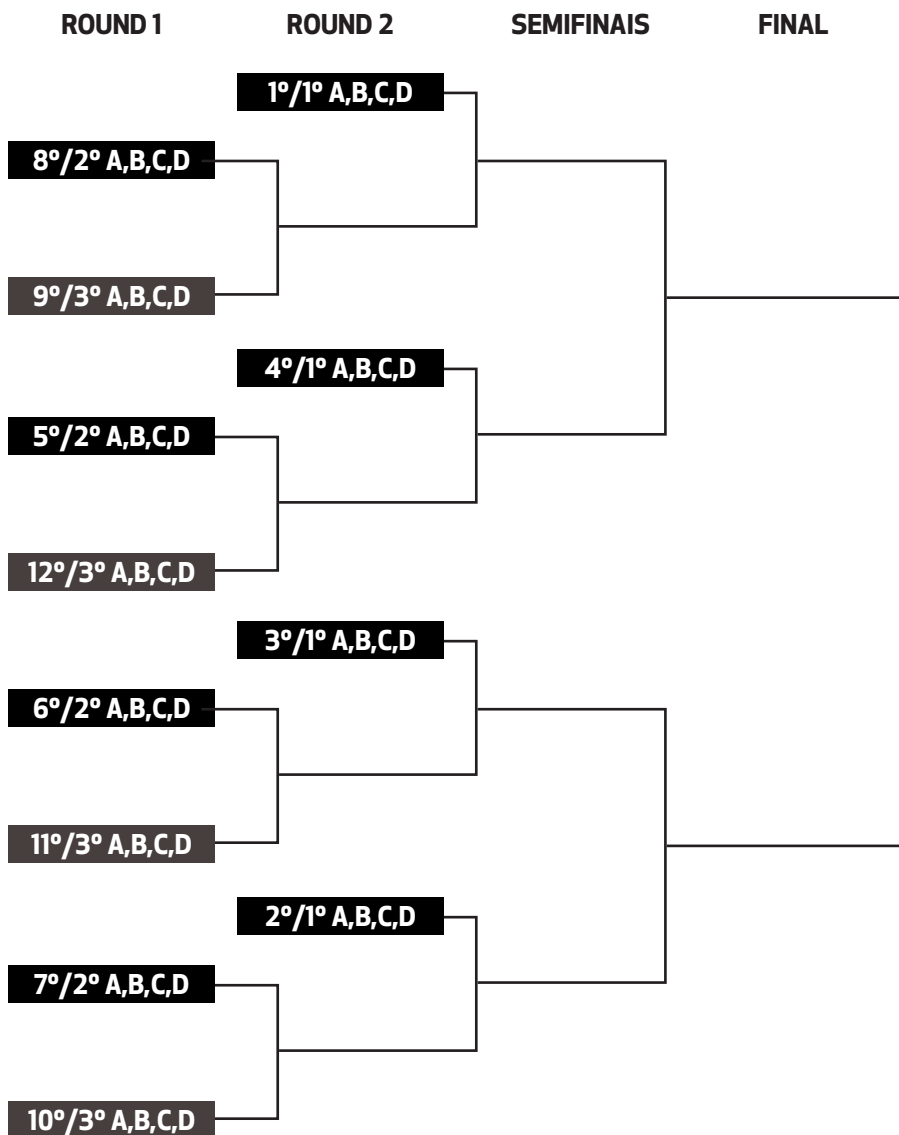 ROUND 1 ROUND 2 SEMIFINAIS FINAL
1º/1º A,B,C,D
8º/2º A,B,C,D
9º/3º A,B,C,D
4º/1º A,B,C,D
5º/2º A,B,C,D
12º/3º A,B,C,D
3º/1º A,B,C,D
6º/2º A,B,C,D
11º/3º A,B,C,D
2º/1º A,B,C,D
7º/2º A,B,C,D
10º/3º A,B,C,D